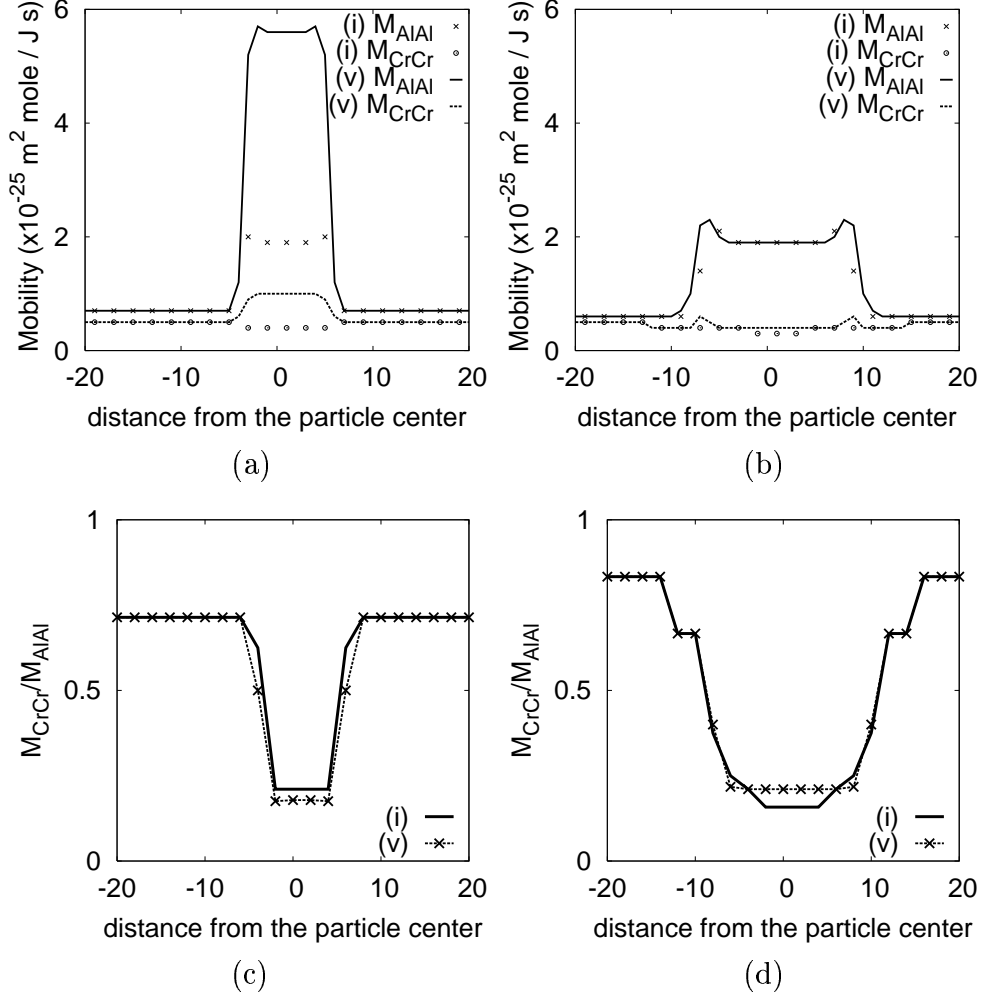 6
4
2
0
Mobility (x10^-25 m^2 mole / J s)
(i) M_AlAl
(i) M_CrCr
(v) M_AlAl
(v) M_CrCr
-20 -10 0 10 20
distance from the particle center
(a)
6
4
2
0
Mobility (x10^-25 m^2 mole / J s)
(i) M_AlAl
(i) M_CrCr
(v) M_AlAl
(v) M_CrCr
-20 -10 0 10 20
distance from the particle center
(b)
1
0.5
0
M_CrCr/M_AlAl
(i)
(v)
-20 -10 0 10 20
distance from the particle center
(c)
1
0.5
0
M_CrCr/M_AlAl
(i)
(v)
-20 -10 0 10 20
distance from the particle center
(d)